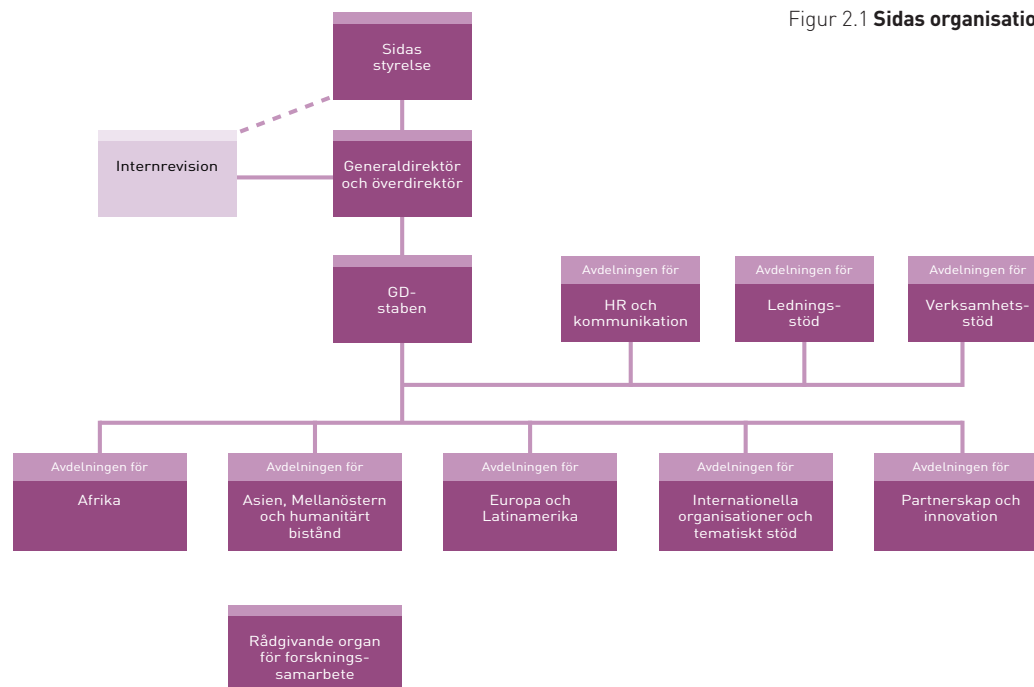 Figur 2.1 Sidas organisatio
Sidas
styrelse
Internrevision
Generaldirektör
och överdirektör
GD-
staben
Avdelningen för
HR och
kommunikation
Avdelningen för
Lednings-
stöd
Avdelningen för
Verksamhets-
stöd
Avdelningen för
Afrika
Avdelningen för
Asien, Mellanöstern
och humanitärt
bistånd
Avdelningen för
Europa och
Latinamerika
Avdelningen för
Internationella
organisationer och
tematiskt stöd
Avdelningen för
Partnerskap och
innovation
Rådgivande organ
för forsknings-
samarbete